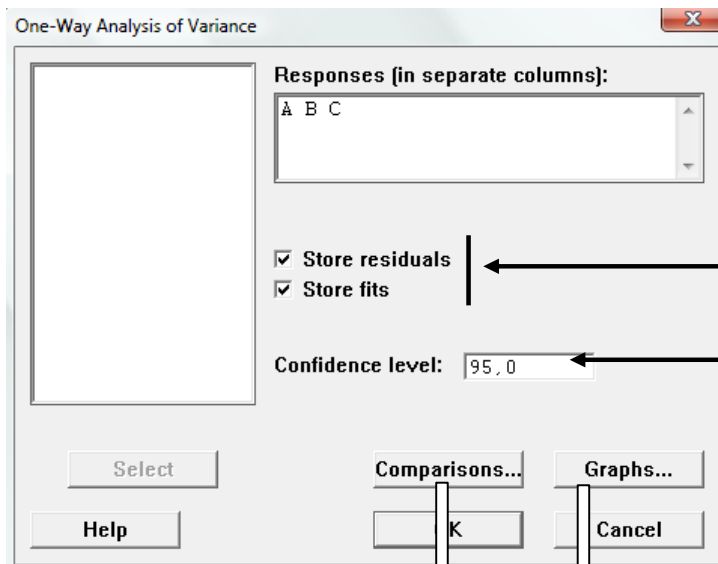 One-Way Analysis of Variance
Responses (in separate columns):
A B C
Store residuals
Store fits
Confidence level: 95,0
Select Comparisons... Graphs...
Help K Cancel